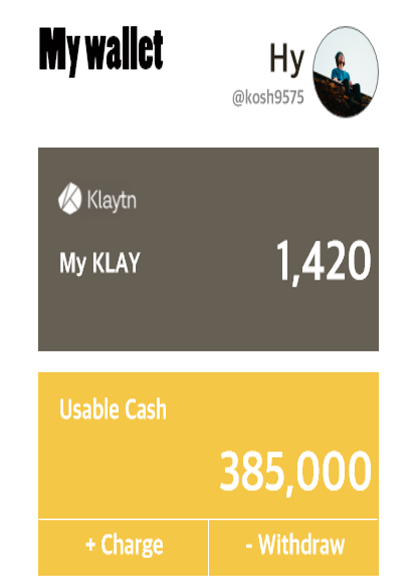 My wallet
Hy
@kosh9575
Klaytn
My KLAY 1,420
Usable Cash
385,000
+ Charge - Withdraw